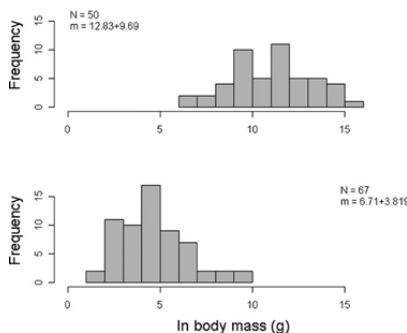 N = 50
m = 12.83+9.69
Frequency
0
5
10
15
0
5
10
15
N = 67
m = 6.71+3.819
Frequency
0
5
10
15
0
5
10
15
ln body mass (g)